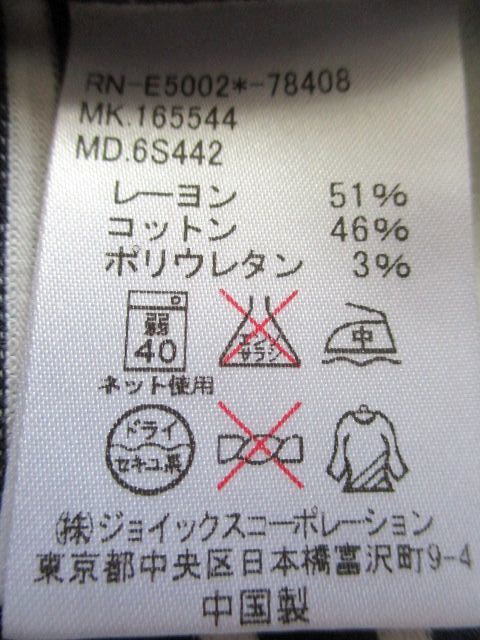 RN-E5002*-78408
MK.165544
MD.6S442
レーヨン 51%
コットン 46%
ポリウレタン 3%
弱
40
エンソ
サラシ
中
ネット使用
ドライ
セキユ系
㈱ジョイックスコーポレーション
東京都中央区日本橋富沢町9-4
中国製